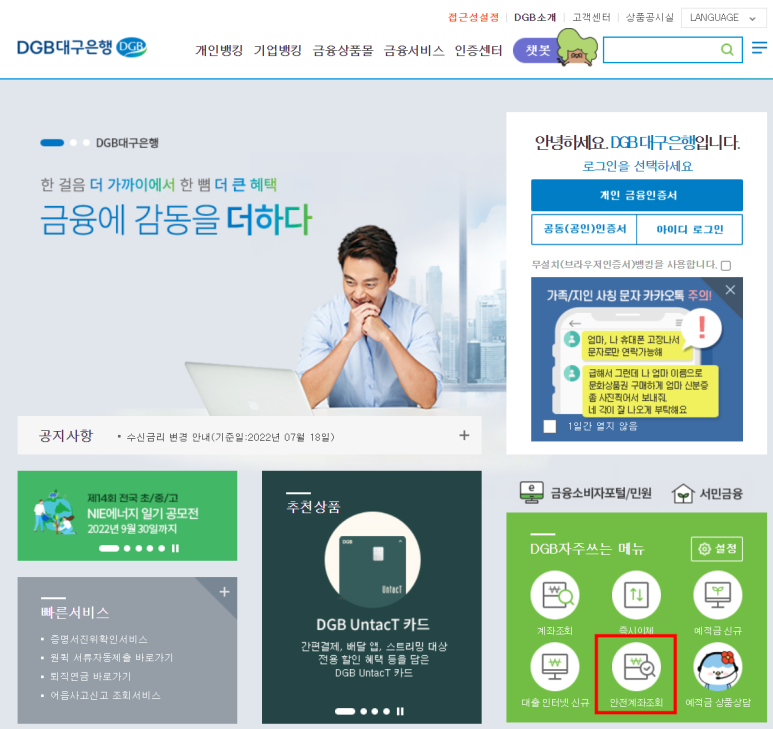 접근성설정 DGB소개 고객센터 상품공시실 LANGUAGE
DGB대구은행 DGB
개인뱅킹 기업뱅킹 금융상품몰 금융서비스 인증센터 챗봇
DGB대구은행
한 걸음 더 가까이에서 한 뼘 더 큰 혜택
금융에 감동을 더하다
안녕하세요. DGB대구은행입니다.
로그인을 선택하세요
개인 금융인증서
공동(공인)인증서 아이디 로그인
무설치(브라우저인증서)뱅킹을 사용합니다.
가족/지인 사칭 문자 카카오톡 주의!
엄마, 나 휴대폰 고장나서
문자로만 연락가능해
급해서 그런데 나 엄마 이름으로
문화상품권 구매하게 엄마 신분증
좀 사진찍어서 보내줘.
네 각이 잘 나오게 부탁해요
1일간 열지 않음
공지사항 수신금리 변경 안내(기준일:2022년 07월 18일)
제14회 전국 초/중/고
NIE에너지 일기 공모전
2022년 9월 30일까지
빠른서비스
증명서진위확인서비스
원픽 서류자동제출 바로가기
퇴직연금 바로가기
어음사고신고 조회서비스
추천상품
DGB
UntacT
DGB UntacT 카드
간편결제, 배달 앱, 스트리밍 대상
전용 할인 혜택 등을 담은
DGB UntacT 카드
금융소비자포털/민원 서민금융
DGB자주쓰는 메뉴 설정
계좌조회 즉시이체 예적금 신규
대출 인터넷 신규 안전계좌조회 예적금 상품상담